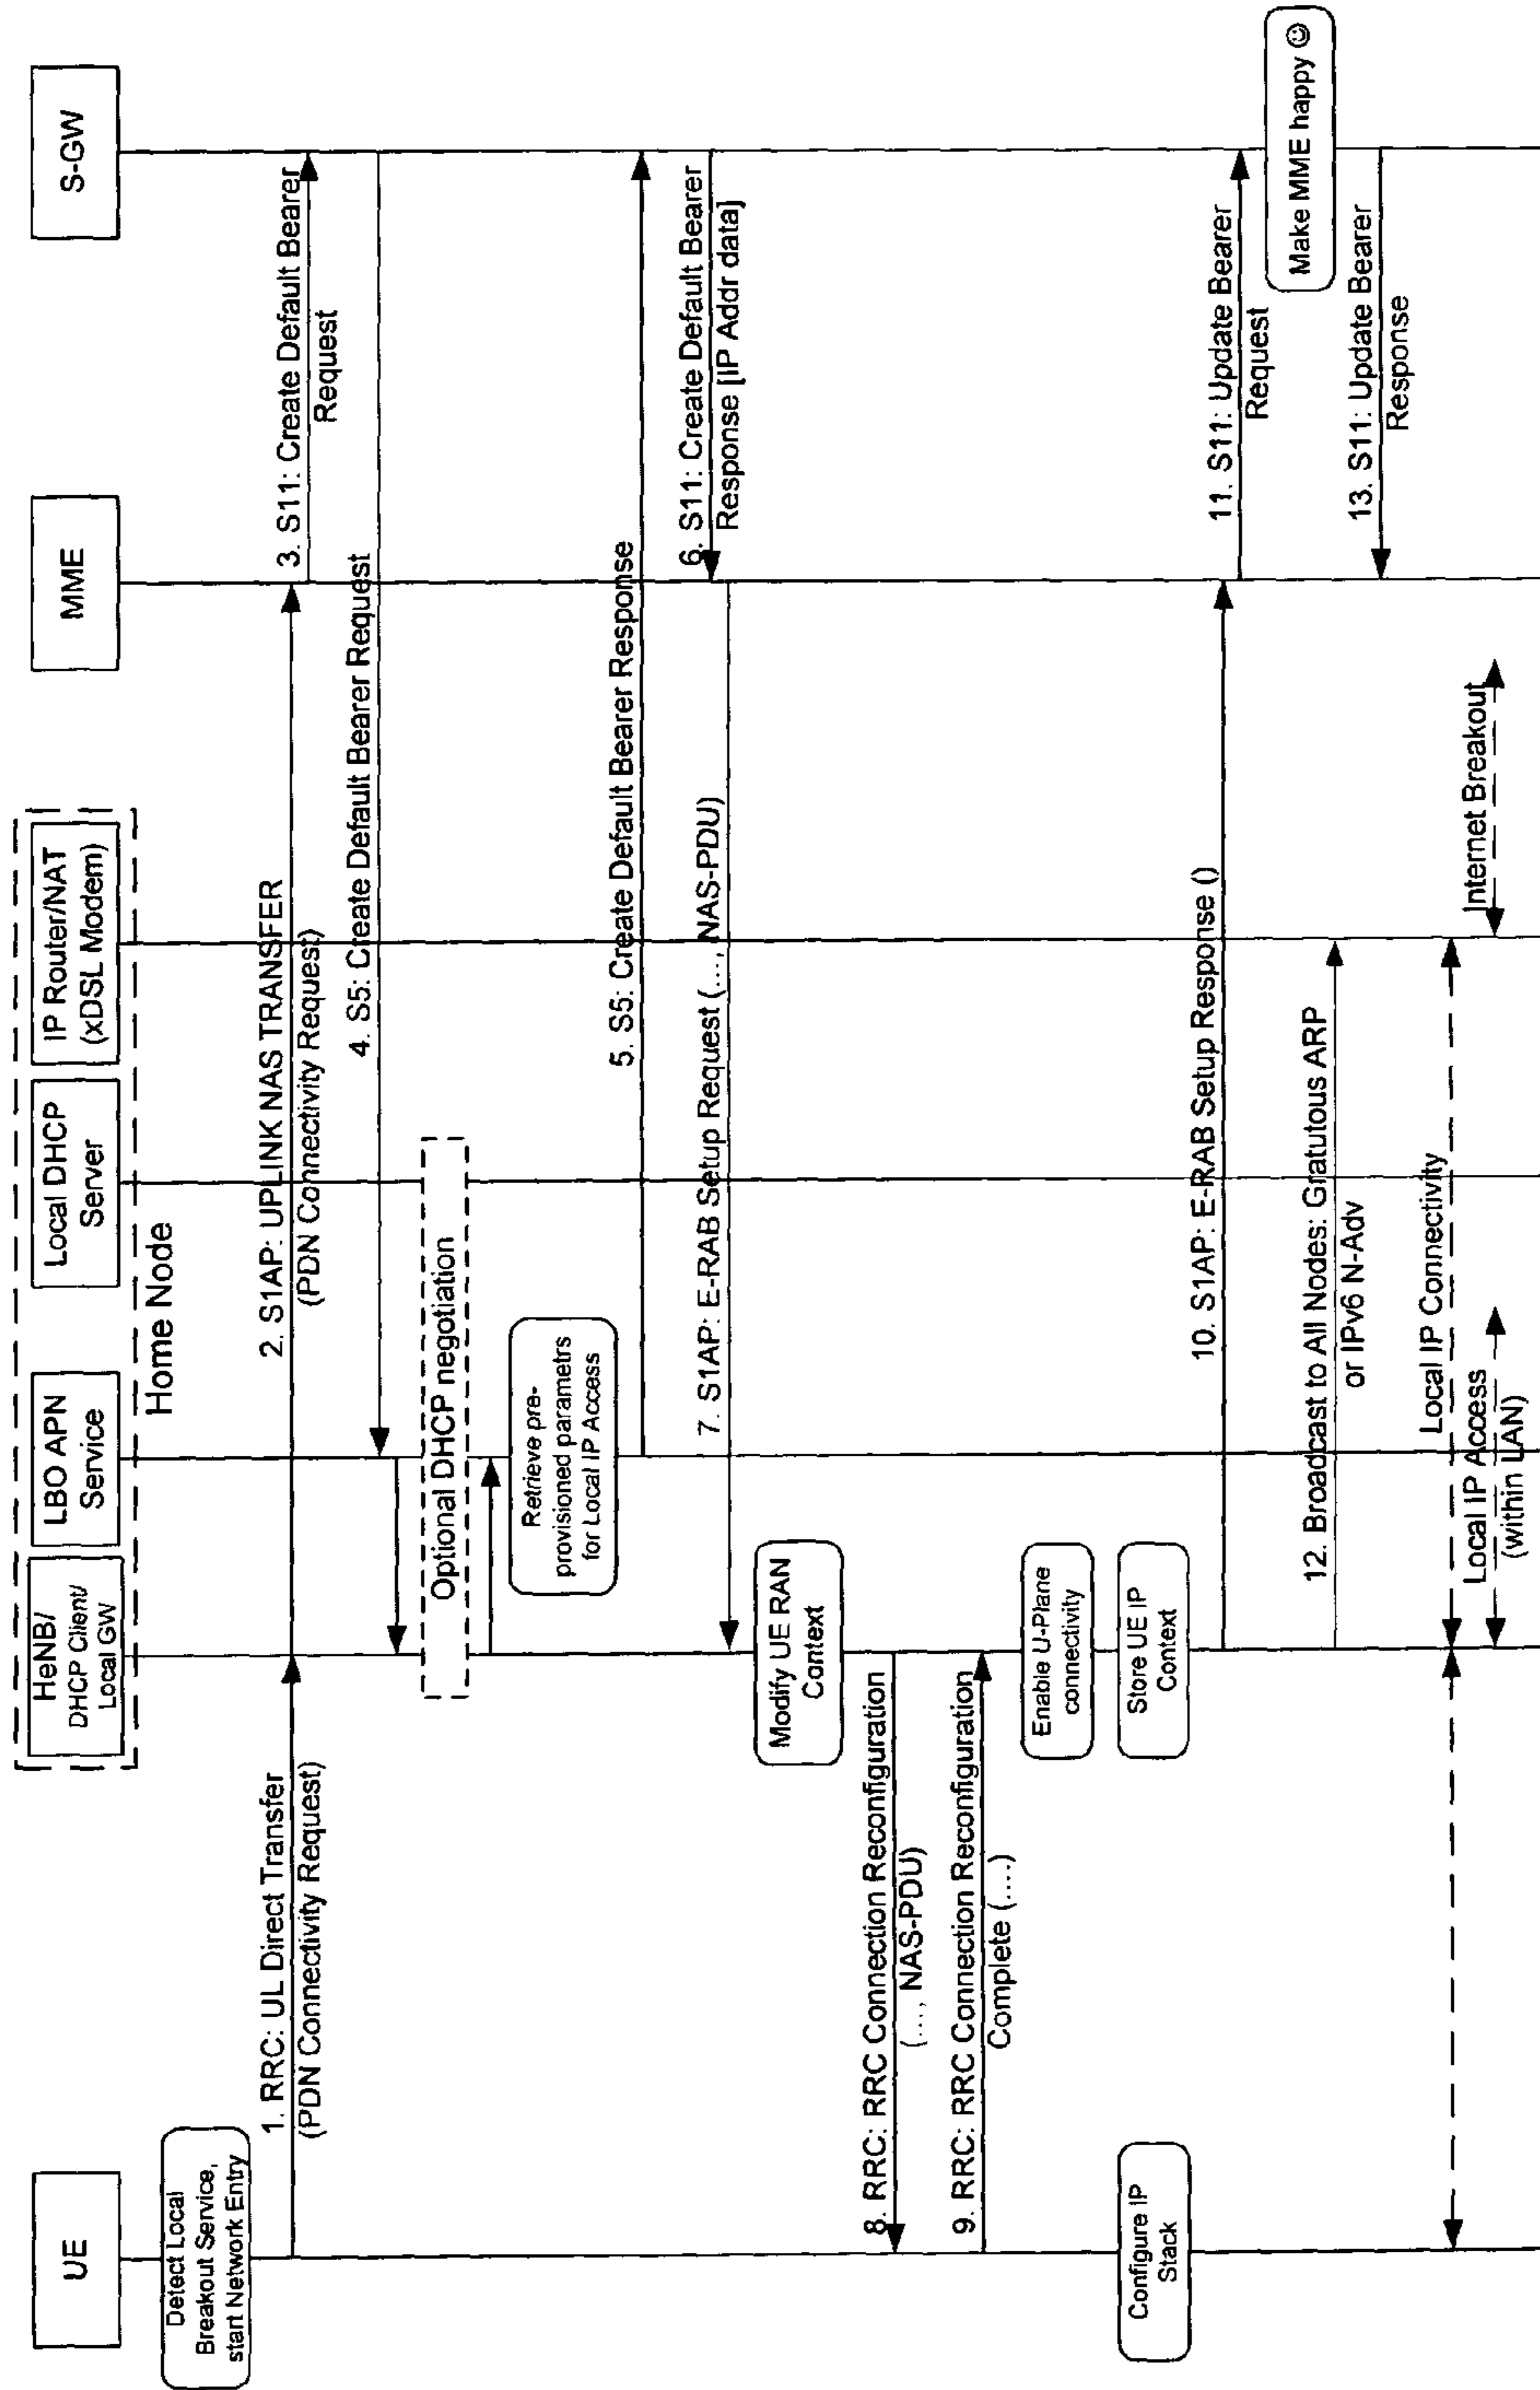 UE
HeNB/
DHCP Client/
Local GW
LBO APN
Service
Local DHCP
Server
IP Router/NAT
(xDSL Modem)
MME
S-GW
Home Node
Detect Local
Breakout Service,
start Network Entry
1. RRC: UL Direct Transfer
(PDN Connectivity Request)
2. S1AP: UPLINK NAS TRANSFER
(PDN Connectivity Request)
3. S11: Create Default Bearer
Request
4. S5: Create Default Bearer Request
Optional DHCP negotiation
Retrieve pre-
provisioned parametrs
for Local IP Access
5. S5: Create Default Bearer Response
6. S11: Create Default Bearer
Response [IP Addr data]
7. S1AP: E-RAB Setup Request (..., NAS-PDU)
Modify UE RAN
Context
8. RRC: RRC Connection Reconfiguration
(..., NAS-PDU)
9. RRC: RRC Connection Reconfiguration
Complete (....)
Enable U-Plane
connectivity
Configure IP
Stack
Store UE IP
Context
10. S1AP: E-RAB Setup Response ()
11. S11: Update Bearer
Request
Make MME happy ☺
12. Broadcast to All Nodes: Gratutous ARP
or IPv6 N-Adv
13. S11: Update Bearer
Response
Local IP Connectivity
Local IP Access
(within LAN)
Internet Breakout